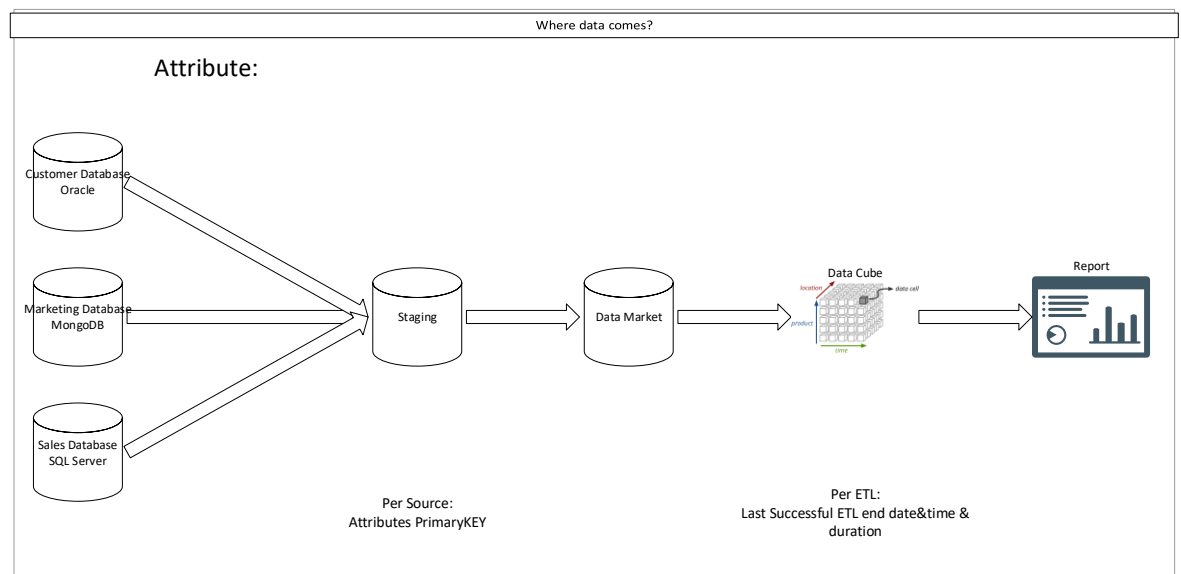 Where data comes?
Attribute:
Customer Database
Oracle
Marketing Database
MongoDB
Sales Database
SQL Server
Staging
Data Market
Data Cube
location
data cell
product
time
Report
Per Source:
Attributes PrimaryKEY
Per ETL:
Last Successful ETL end date&time &
duration